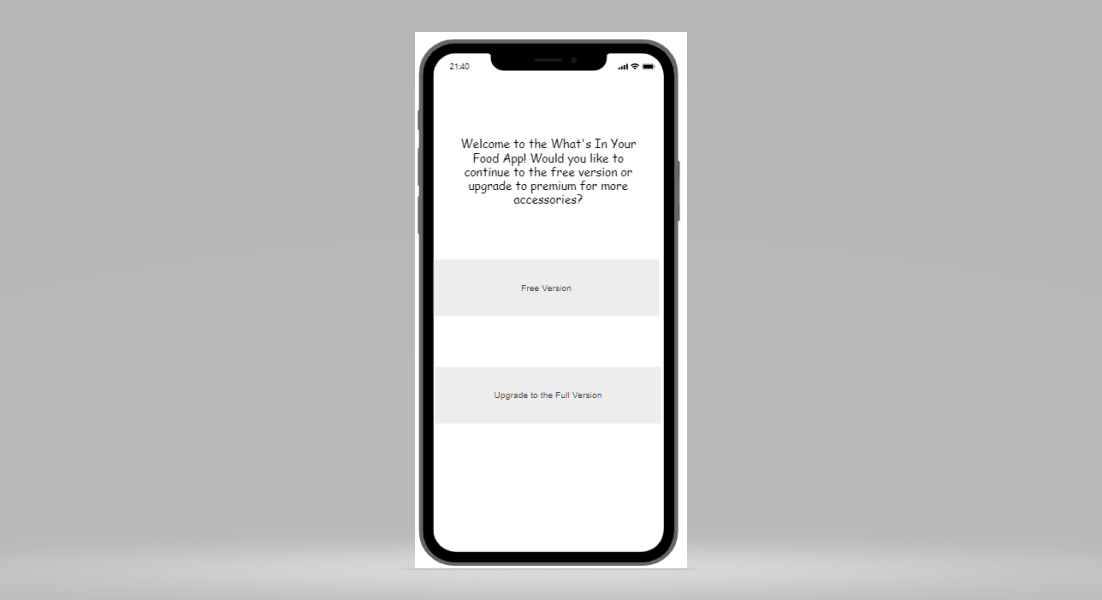 21:40
Welcome to the What's In Your
Food App! Would you like to
continue to the free version or
upgrade to premium for more
accessories?
Free Version
Upgrade to the Full Version